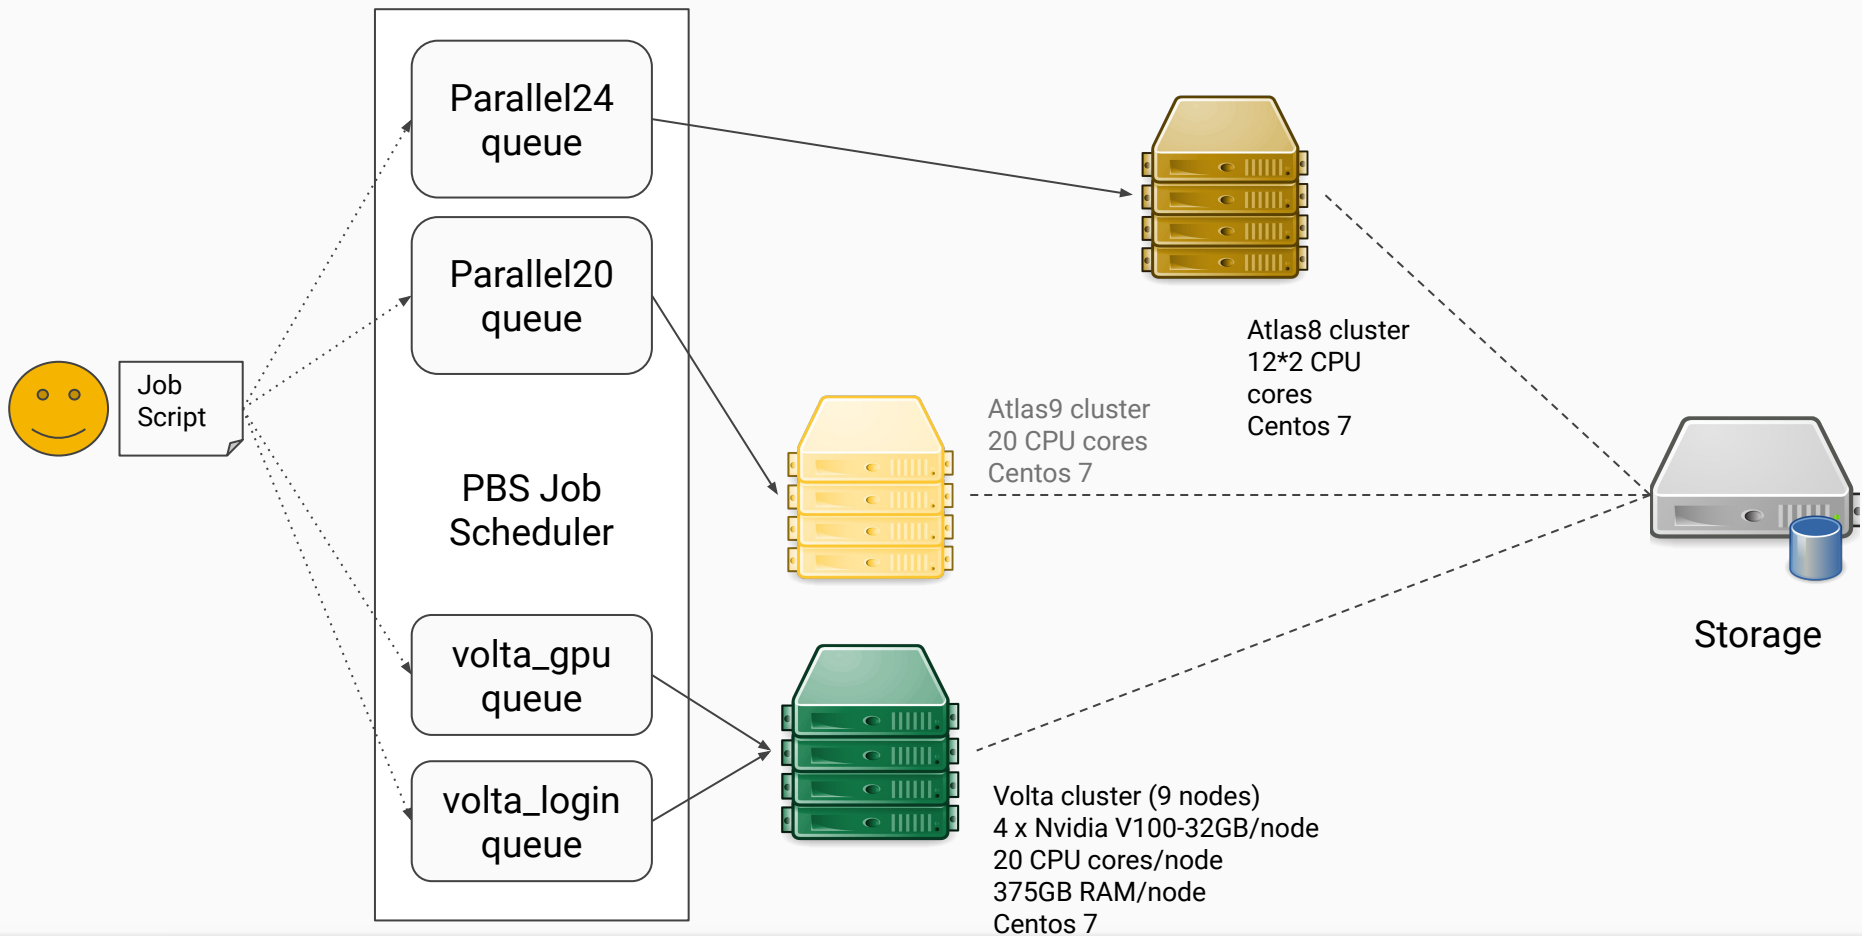 Parallel24
queue
Parallel20
queue
Job
Script
PBS Job
Scheduler
volta_gpu
queue
volta_login
queue
Atlas8 cluster
12*2 CPU
cores
Centos 7
Atlas9 cluster
20 CPU cores
Centos 7
Storage
Volta cluster (9 nodes)
4 x Nvidia V100-32GB/node
20 CPU cores/node
375GB RAM/node
Centos 7